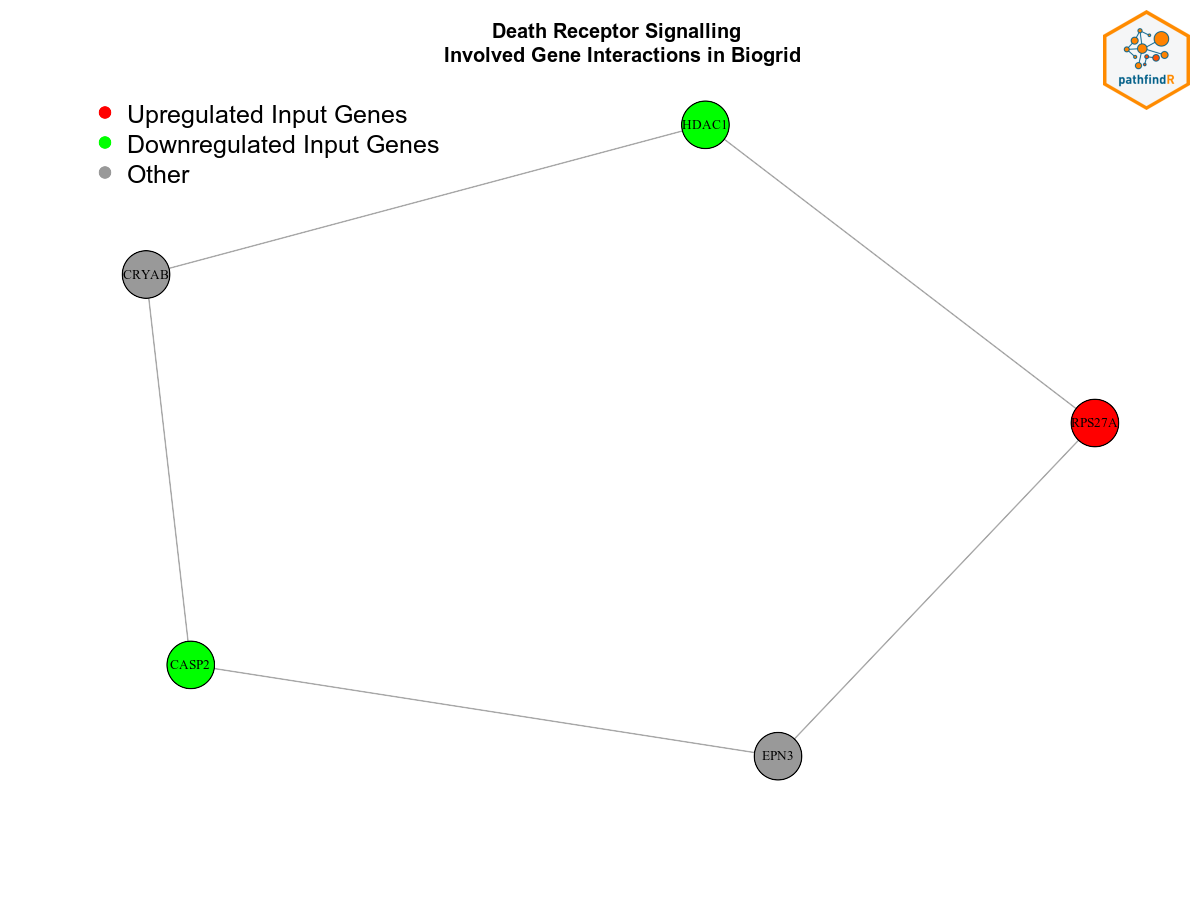 Death Receptor Signalling
Involved Gene Interactions in Biogrid
pathfindR
Upregulated Input Genes
Downregulated Input Genes
Other
HDAC1
CRYAB
RPS27A
CASP2
EPN3